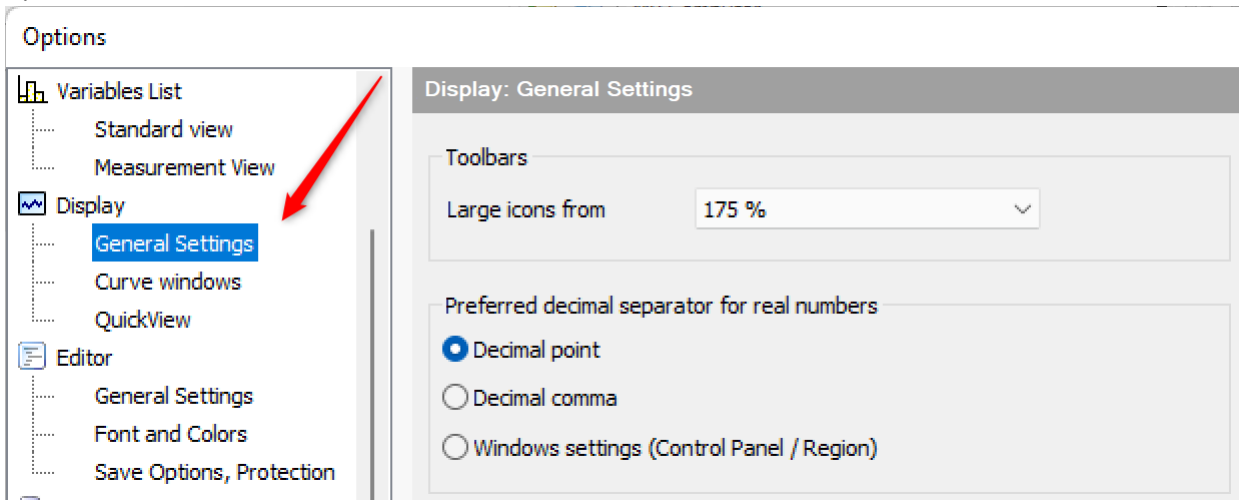 Options
Variables List
Standard view
Measurement View
Display
General Settings
Curve windows
QuickView
Editor
General Settings
Font and Colors
Save Options, Protection
Display: General Settings
Toolbars
Large icons from 175 %
Preferred decimal separator for real numbers
Decimal point
Decimal comma
Windows settings (Control Panel / Region)